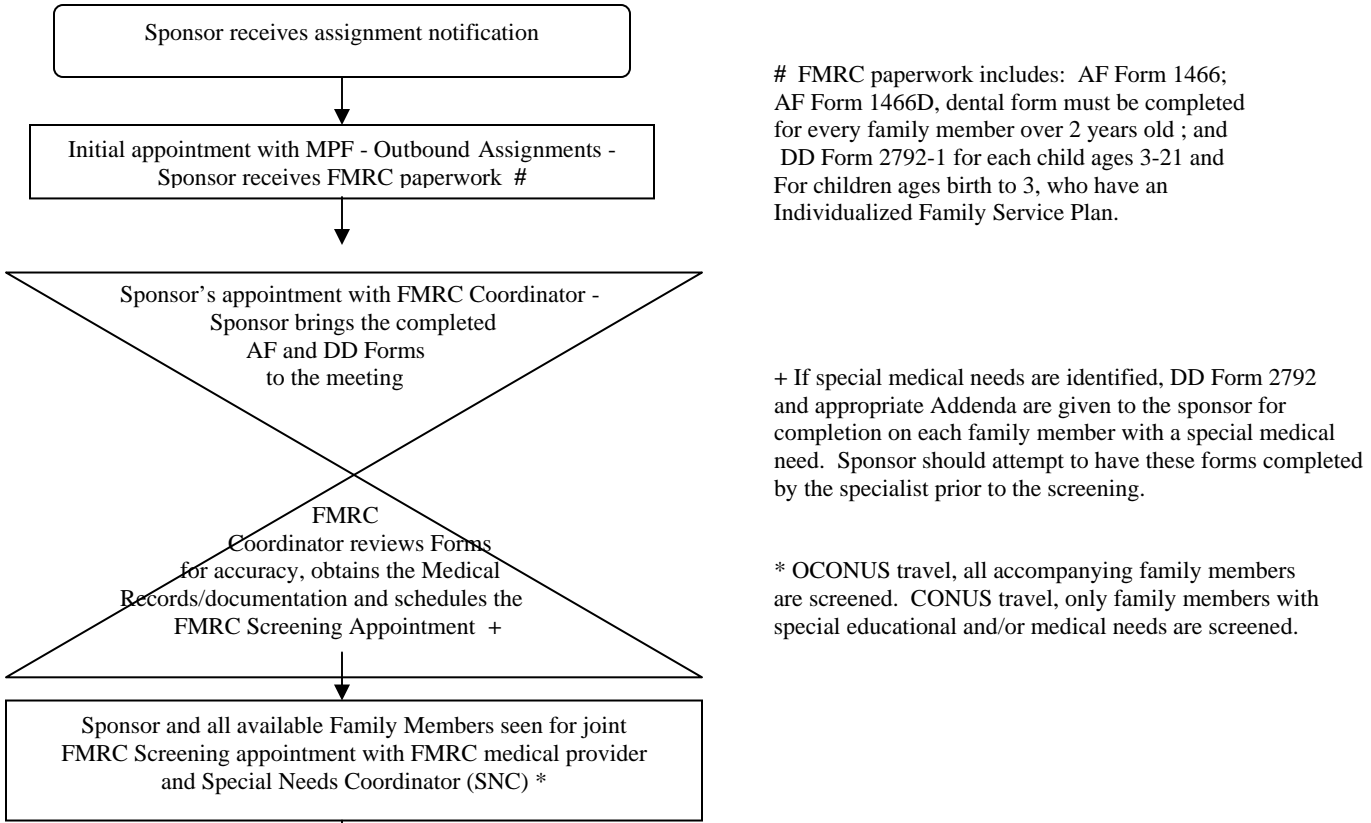 Sponsor receives assignment notification
Initial appointment with MPF - Outbound Assignments -
Sponsor receives FMRC paperwork #
# FMRC paperwork includes: AF Form 1466;
AF Form 1466D, dental form must be completed
for every family member over 2 years old ; and
DD Form 2792-1 for each child ages 3-21 and
For children ages birth to 3, who have an
Individualized Family Service Plan.
Sponsor's appointment with FMRC Coordinator -
Sponsor brings the completed
AF and DD Forms
to the meeting
FMRC
Coordinator reviews Forms
for accuracy, obtains the Medical
Records/documentation and schedules the
FMRC Screening Appointment +
+ If special medical needs are identified, DD Form 2792
and appropriate Addenda are given to the sponsor for
completion on each family member with a special medical
need. Sponsor should attempt to have these forms completed
by the specialist prior to the screening.
* OCONUS travel, all accompanying family members
are screened. CONUS travel, only family members with
special educational and/or medical needs are screened.
Sponsor and all available Family Members seen for joint
FMRC Screening appointment with FMRC medical provider
and Special Needs Coordinator (SNC) *